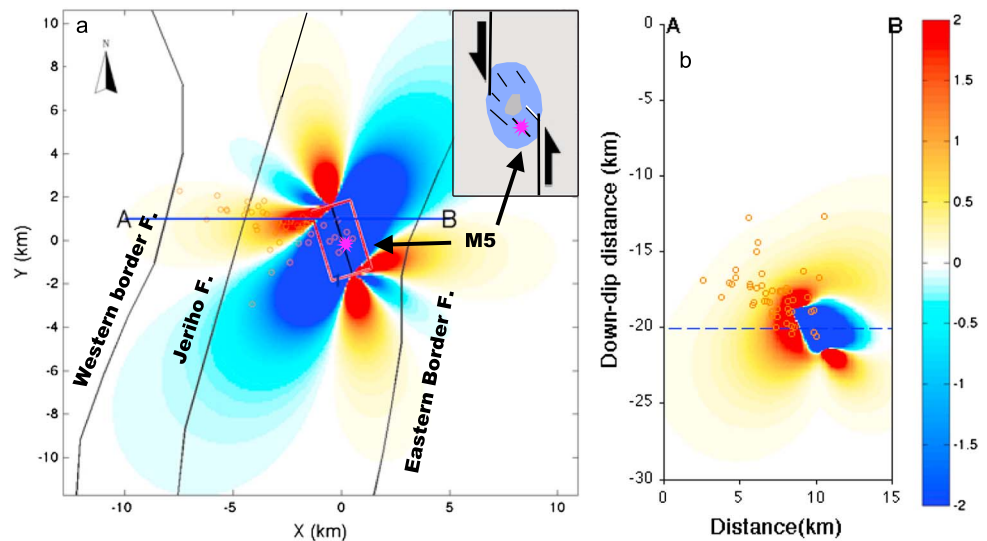 a
N
10
8
6
4
2
0
-2
-4
-6
-8
-10
Y (km)
-10
-5
0
5
10
X (km)
A
B
Western border F.
Jeriho F.
Eastern Border F.
M5
A
B
b
0
-5
-10
-15
-20
-25
-30
Down-dip distance (km)
0
5
10
15
Distance(km)
2
1.5
1
0.5
0
-0.5
-1
-1.5
-2